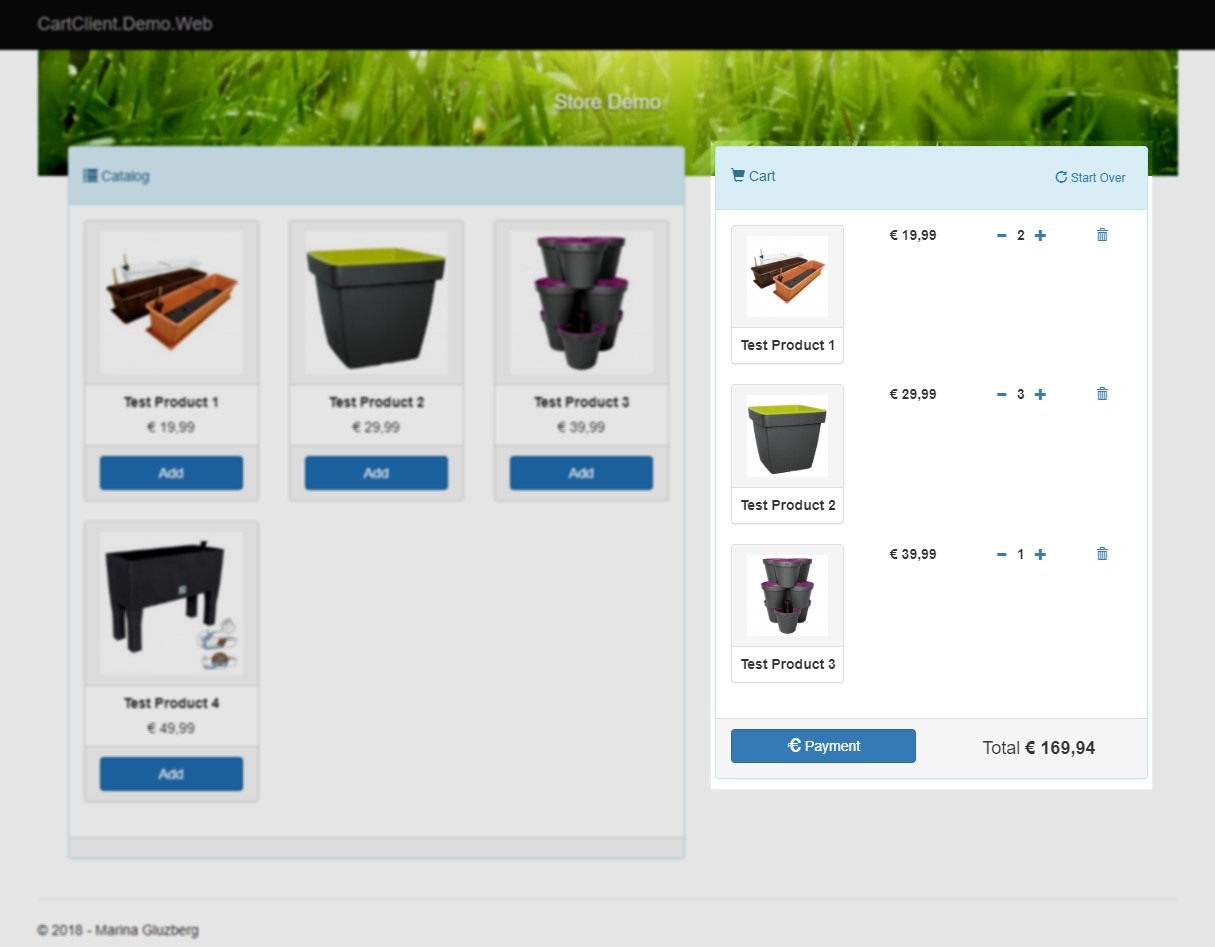 CartClient.Demo.Web
Store Demo
Catalog
Test Product 1
€ 19,99
Add
Test Product 2
€ 29,99
Add
Test Product 3
€ 39,99
Add
Test Product 4
€ 49,99
Add
Cart
Start Over
€ 19,99
2
Test Product 1
€ 29,99
3
Test Product 2
€ 39,99
1
Test Product 3
€ Payment
Total € 169,94
© 2018 - Marina Gluzberg